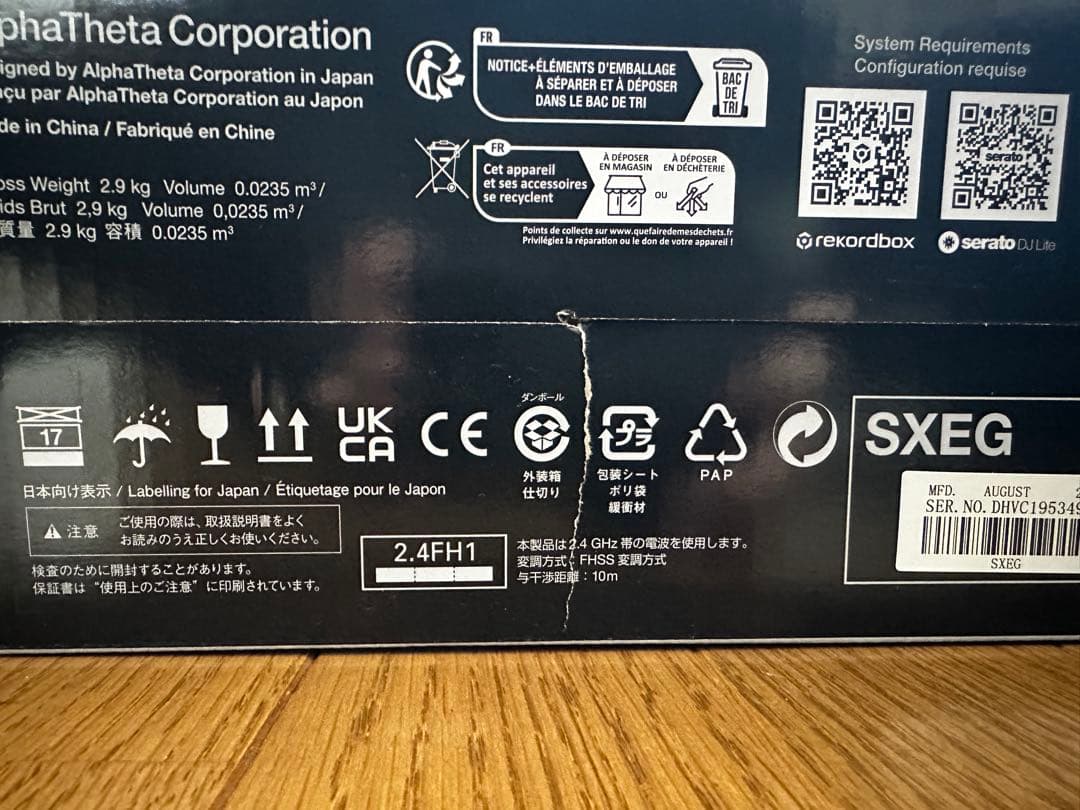 phaTheta Corporation
igned by AlphaTheta Corporation in Japan
çu par AlphaTheta Corporation au Japon
de in China / Fabriqué en Chine
oss Weight 2.9 kg Volume 0.0235 m³ /
ids Brut 2,9 kg Volume 0,0235 m³ /
質量 2.9 kg 容積 0.0235 m³
FR
NOTICE+ÉLÉMENTS D'EMBALLAGE
À SÉPARER ET À DÉPOSER
DANS LE BAC DE TRI
BAC
DE
TRI
FR
Cet appareil
et ses accessoires
se recyclent
À DÉPOSER
EN MAGASIN
OU
À DÉPOSER
EN DÉCHÈTERIE
Points de collecte sur www.quefairedemesdechets.fr
Privilégiez la réparation ou le don de votre appareil !
System Requirements
Configuration requise
serato
rekordbox
serato DJ Lite
17
UK
CA
CE
ダンボール
外装箱
仕切り
プラ
包装シート
ポリ袋
緩衝材
PAP
SXEG
MFD. AUGUST 2
SER. NO. DHVC195349
SXEG
日本向け表示 / Labelling for Japan / Étiquetage pour le Japon
注意
ご使用の際は、取扱説明書をよく
お読みのうえ正しくお使いください。
検査のために開封することがあります。
保証書は "使用上のご注意" に印刷されています。
2.4FH1
本製品は2.4 GHz 帯の電波を使用します。
変調方式：FHSS 変調方式
与干渉距離：10m